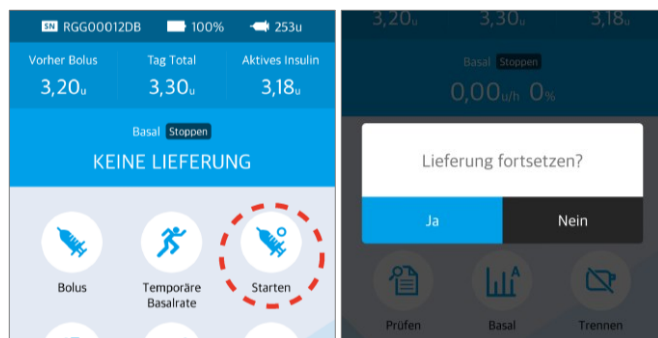 SN RGG00012DB 100% 253u
Vorher Bolus Tag Total Aktives Insulin
3,20u 3,30u 3,18u
Basal Stoppen
KEINE LIEFERUNG
Bolus Temporäre Basalrate Starten
3,20u 3,30u 3,18u
Basal Stoppen
0,00u/h 0%
Lieferung fortsetzen?
Ja Nein
Prüfen Basal Trennen